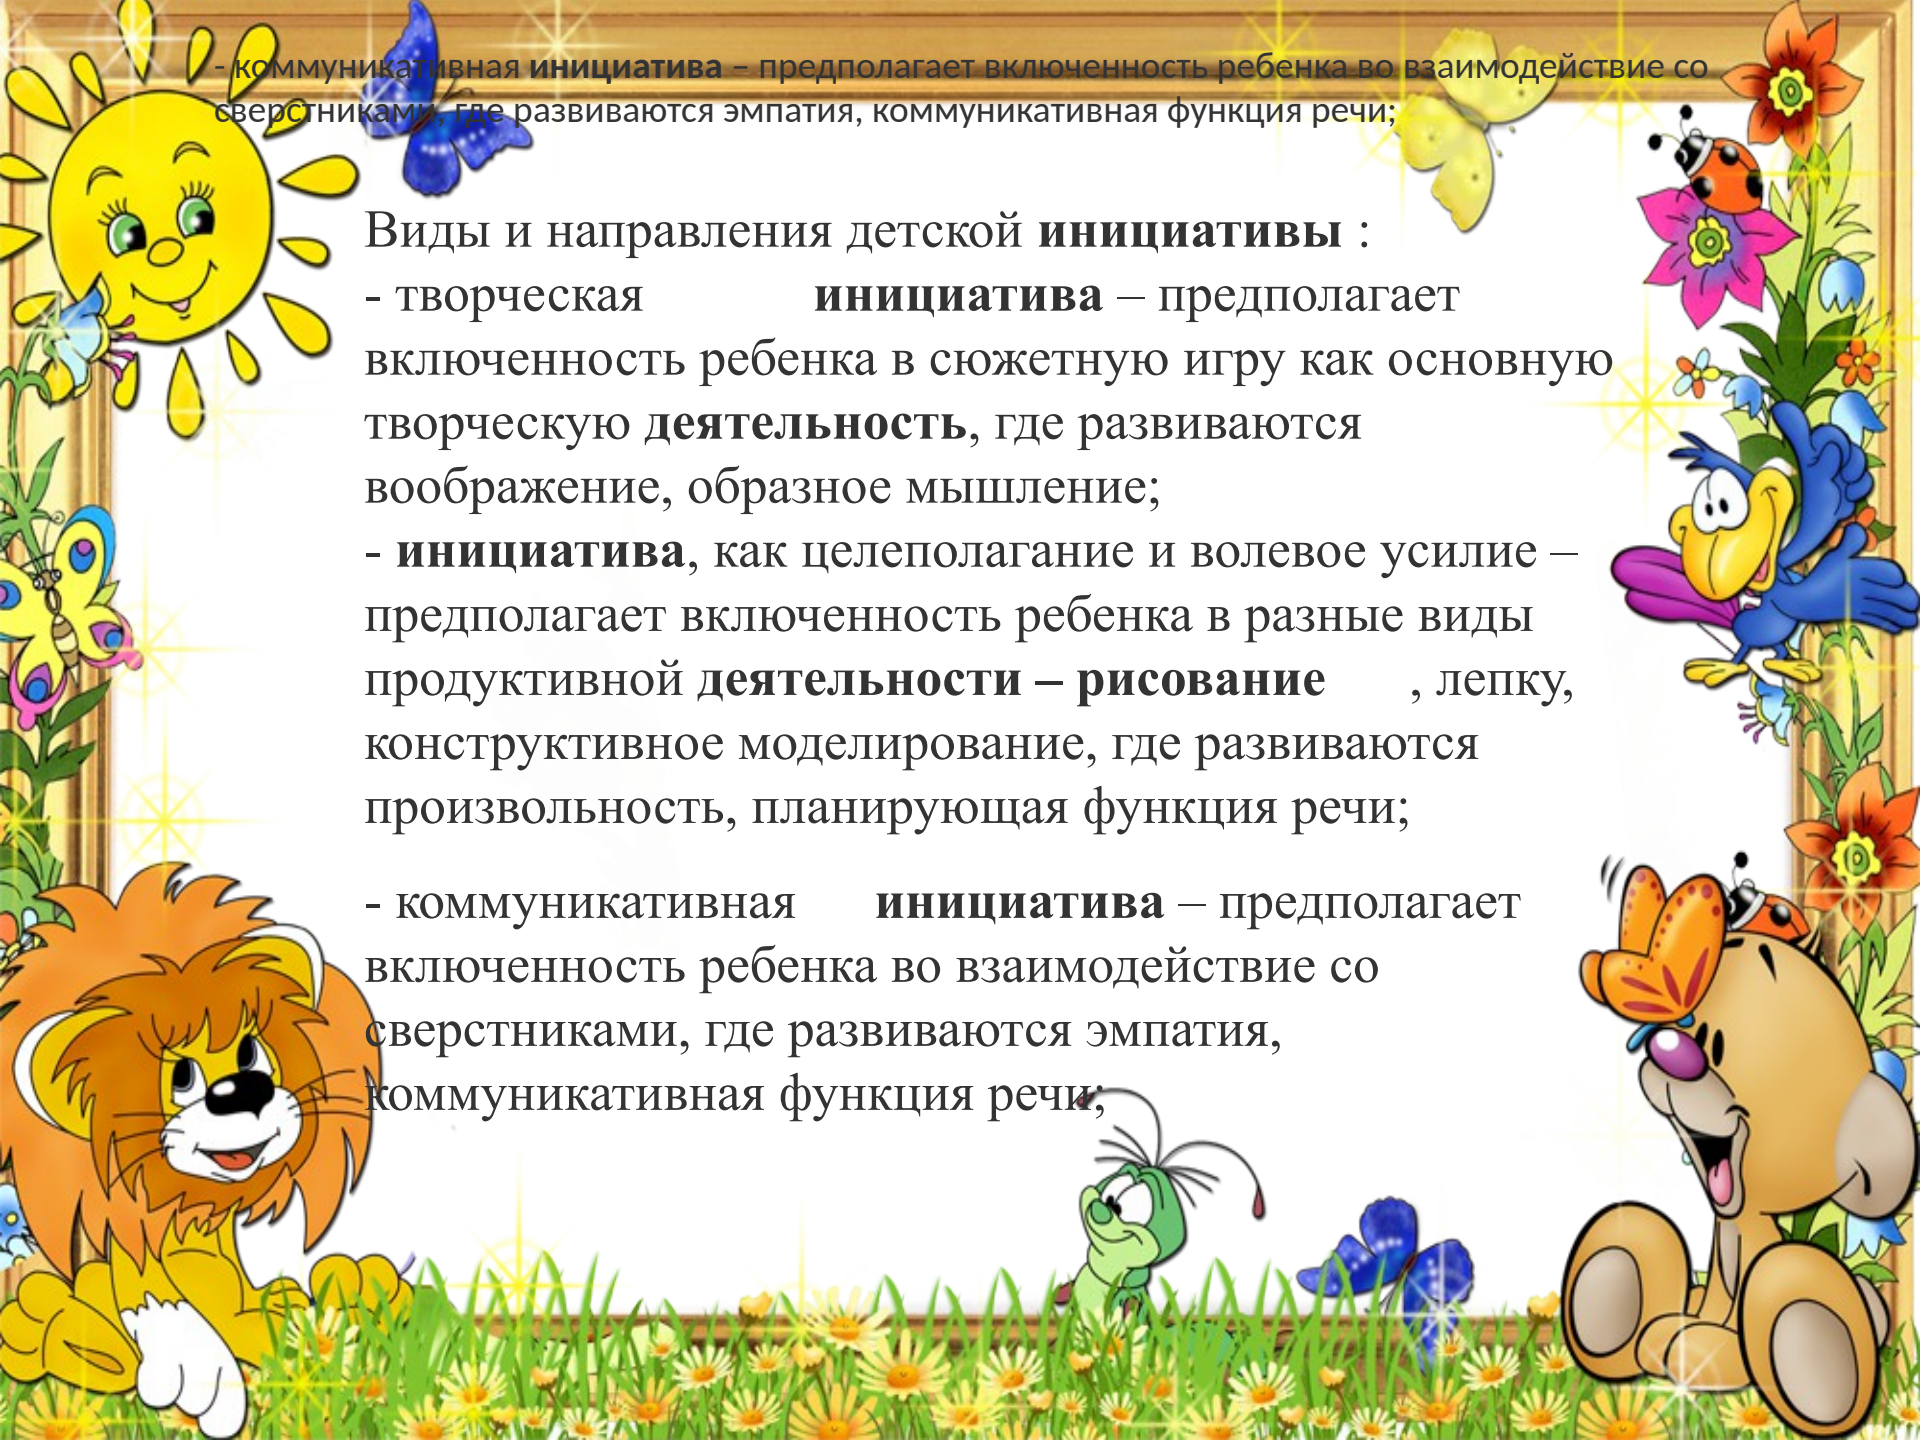 - коммуникативная инициатива – предполагает включенность ребенка во взаимодействие со
сверстниками, где развиваются эмпатия, коммуникативная функция речи;
Виды и направления детской инициативы :
- творческая инициатива – предполагает
включенность ребенка в сюжетную игру как основную
творческую деятельность, где развиваются
воображение, образное мышление;
- инициатива, как целеполагание и волевое усилие –
предполагает включенность ребенка в разные виды
продуктивной деятельности – рисование , лепку,
конструктивное моделирование, где развиваются
произвольность, планирующая функция речи;
- коммуникативная инициатива – предполагает
включенность ребенка во взаимодействие со
сверстниками, где развиваются эмпатия,
коммуникативная функция речи;